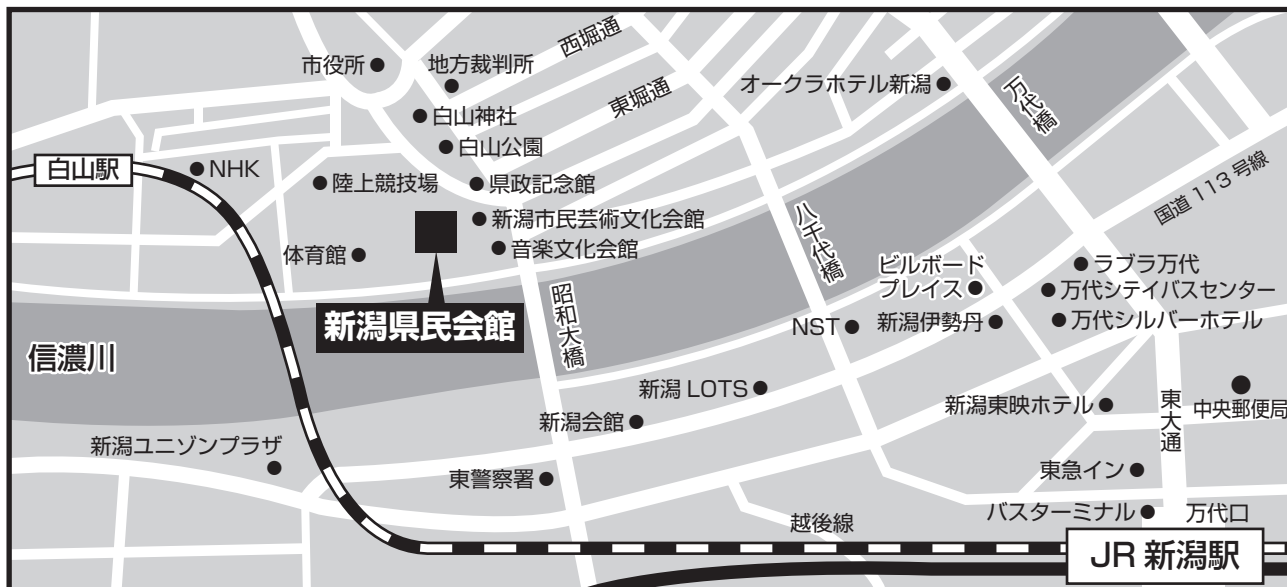 市役所
地方裁判所
西堀通
東堀通
オークラホテル新潟
万代橋
白山神社
白山公園
白山駅
NHK
陸上競技場
県政記念館
新潟市民芸術文化会館
音楽文化会館
体育館
新潟県民会館
昭和大橋
八千代橋
国道113号線
ビルボード
プレイス
ラブラ万代
万代シテイバスセンター
万代シルバーホテル
NST
新潟伊勢丹
信濃川
新潟 LOTS
新潟会館
新潟東映ホテル
東大通
中央郵便局
新潟ユニゾンプラザ
東警察署
東急イン
越後線
バスターミナル
万代口
JR 新潟駅